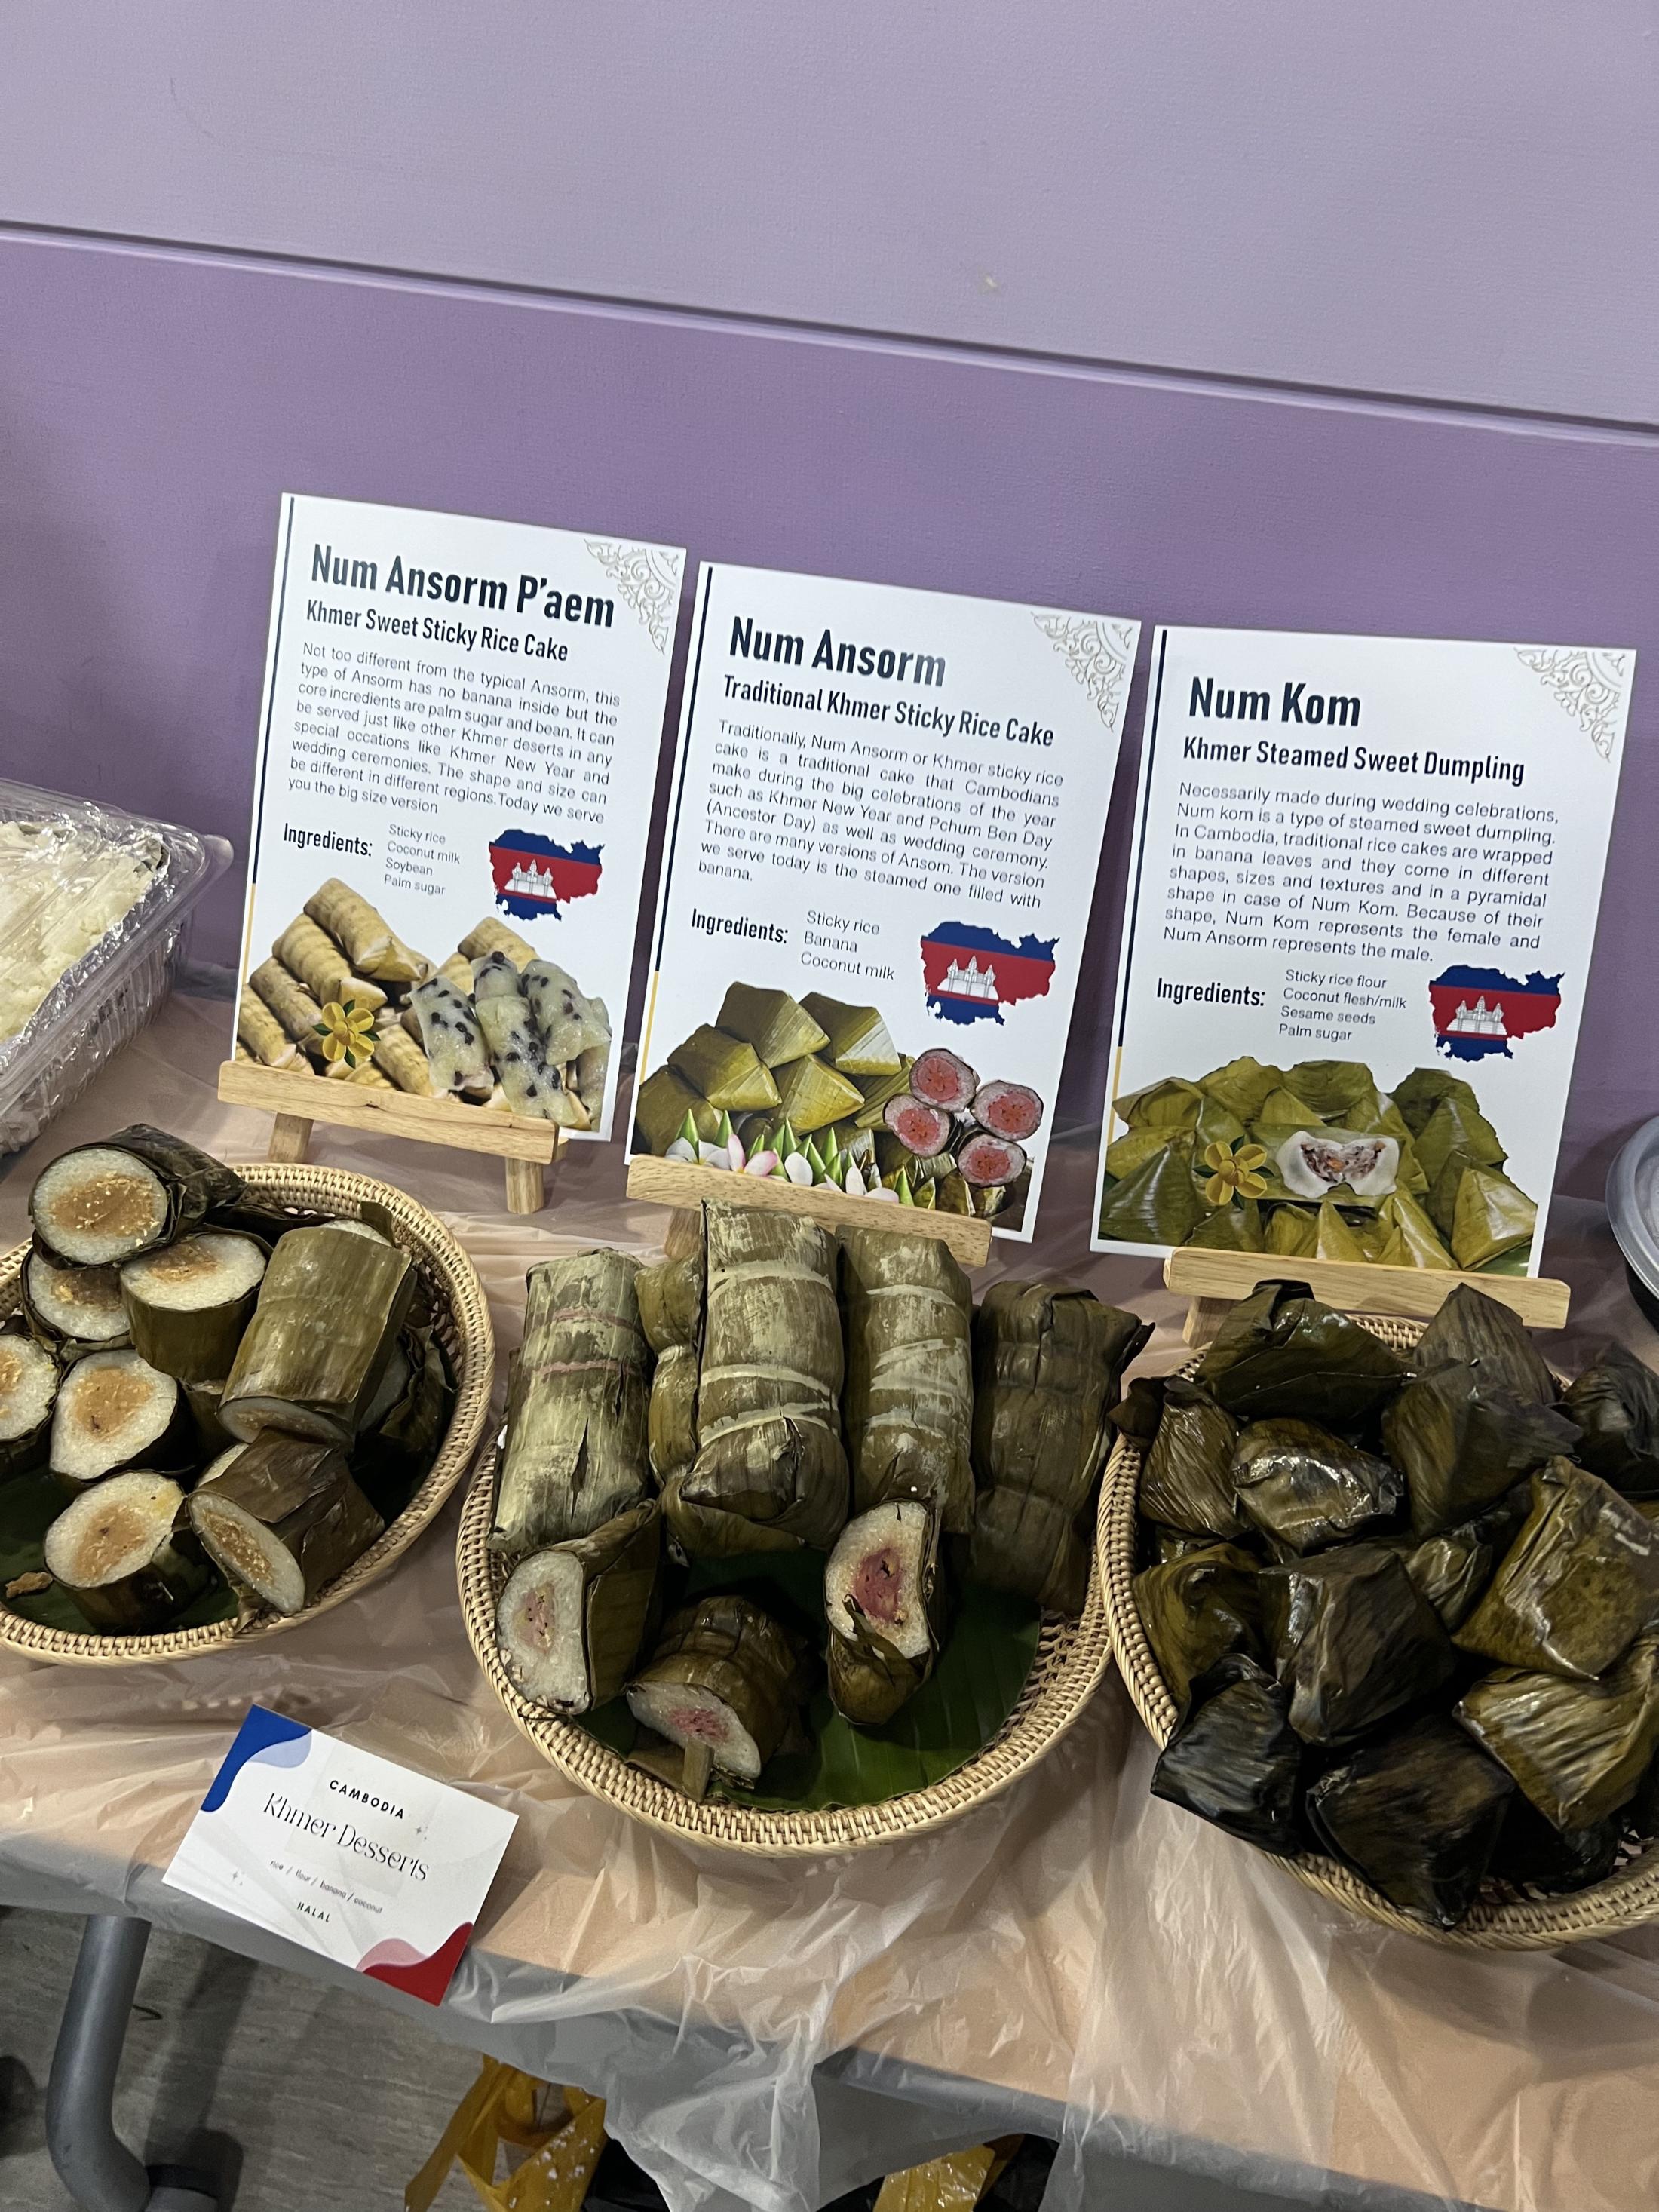 Num Ansorm P'aem
Khmer Sweet Sticky Rice Cake
Not too different from the typical Ansorm, this
type of Ansorm has no banana inside but the
core incredients are palm sugar and bean. It can
be served just like other Khmer deserts in any
special occations like Khmer New Year and
wedding ceremonies. The shape and size can
be different in different regions.Today we serve
you the big size version
Ingredients:
Sticky rice
Coconut milk
Soybean
Palm sugar
Num Ansorm
Traditional Khmer Sticky Rice Cake
Traditionally, Num Ansorm or Khmer sticky rice
cake is a traditional cake that Cambodians
make during the big celebrations of the year
such as Khmer New Year and Pchum Ben Day
(Ancestor Day) as well as wedding ceremony.
There are many versions of Ansom. The version
we serve today is the steamed one filled with
banana.
Ingredients:
Sticky rice
Banana
Coconut milk
Num Kom
Khmer Steamed Sweet Dumpling
Necessarily made during wedding celebrations,
Num kom is a type of steamed sweet dumpling.
In Cambodia, traditional rice cakes are wrapped
in banana leaves and they come in different
shapes, sizes and textures and in a pyramidal
shape in case of Num Kom. Because of their
shape, Num Kom represents the female and
Num Ansorm represents the male.
Ingredients:
Sticky rice flour
Coconut flesh/milk
Sesame seeds
Palm sugar
CAMBODIA
Khmer Desserts
rice / flour / banana / coconut
HALAL